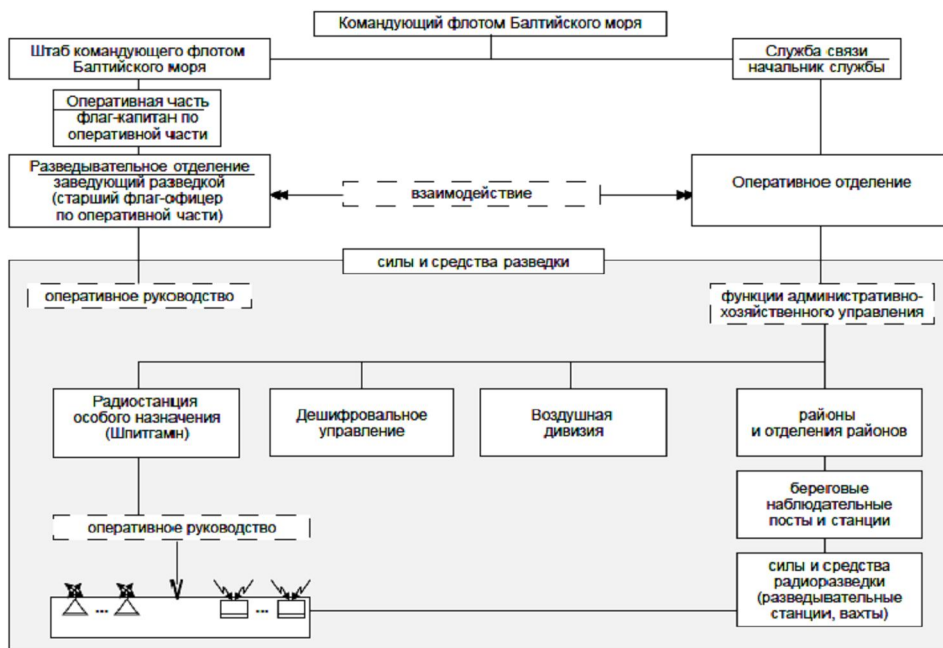 Командующий флотом Балтийского моря
Штаб командующего флотом
Балтийского моря
Служба связи
начальник службы
Оперативная часть
флаг-капитан по
оперативной части
Разведывательное отделение
заведующий разведкой
(старший флаг-офицер
по оперативной части)
взаимодействие
Оперативное отделение
силы и средства разведки
оперативное руководство
функции административно-
хозяйственного управления
Радиостанция
особого назначения
(Шпитгамн)
Дешифровальное
управление
Воздушная
дивизия
районы
и отделения районов
оперативное руководство
береговые
наблюдательные
посты и станции
силы и средства
радиоразведки
(разведывательные
станции, вахты)
... ...